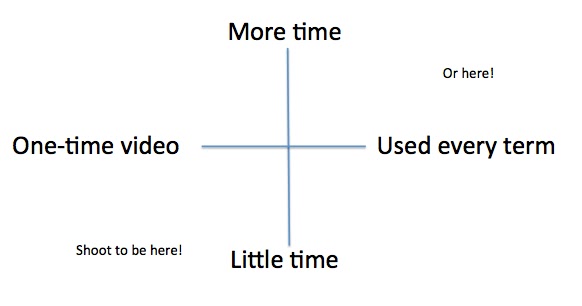 More time
Or here!
One-time video
Used every term
Shoot to be here!
Little time